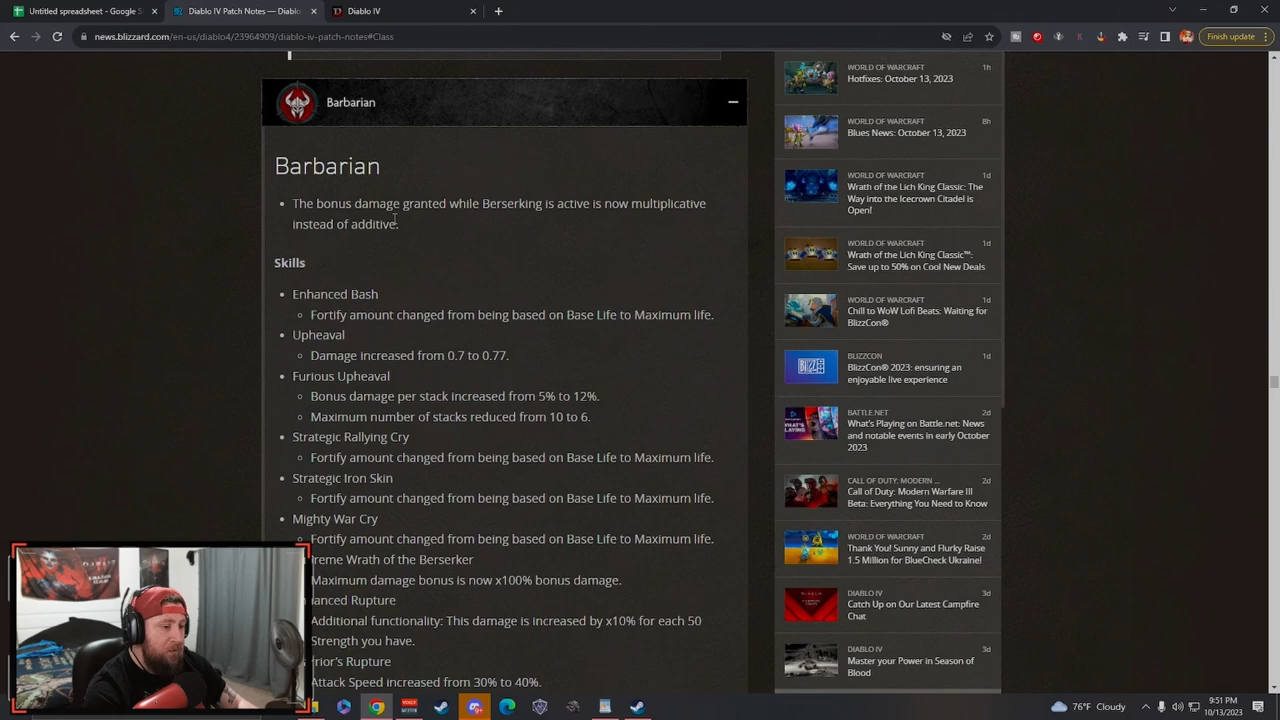 Untitled spreadsheet - Google S
Diablo IV Patch Notes — Diablo
Diablo IV
news.blizzard.com/en-us/diablo4/23964909/diablo-iv-patch-notes#Class
Finish update
Barbarian
Barbarian
The bonus damage granted while Berserking is active is now multiplicative
instead of additive.
Skills
Enhanced Bash
Fortify amount changed from being based on Base Life to Maximum life.
Upheaval
Damage increased from 0.7 to 0.77.
Furious Upheaval
Bonus damage per stack increased from 5% to 12%.
Maximum number of stacks reduced from 10 to 6.
Strategic Rallying Cry
Fortify amount changed from being based on Base Life to Maximum life.
Strategic Iron Skin
Fortify amount changed from being based on Base Life to Maximum life.
Mighty War Cry
Fortify amount changed from being based on Base Life to Maximum life.
reme Wrath of the Berserker
Maximum damage bonus is now x100% bonus damage.
anced Rupture
Additional functionality: This damage is increased by x10% for each 50
Strength you have.
rior's Rupture
Attack Speed increased from 30% to 40%.
WORLD OF WARCRAFT 1h
Hotfixes: October 13, 2023
WORLD OF WARCRAFT 8h
Blues News: October 13, 2023
WORLD OF WARCRAFT 1d
Wrath of the Lich King Classic: The
Way into the Icecrown Citadel is
Open!
WORLD OF WARCRAFT 1d
Wrath of the Lich King Classic™:
Save up to 50% on Cool New Deals
WORLD OF WARCRAFT 1d
Chill to WoW Lofi Beats: Waiting for
BlizzCon®
BLIZZCON 1d
BlizzCon® 2023: ensuring an
enjoyable live experience
BATTLE.NET 2d
What's Playing on Battle.net: News
and notable events in early October
2023
CALL OF DUTY: MODERN ... 2d
Call of Duty: Modern Warfare III
Beta: Everything You Need to Know
WORLD OF WARCRAFT 2d
Thank You! Sunny and Flurky Raise
1.5 Million for BlueCheck Ukraine!
DIABLO IV 3d
Catch Up on Our Latest Campfire
Chat
DIABLO IV 3d
Master your Power in Season of
Blood
76°F Cloudy
9:51 PM
10/13/2023